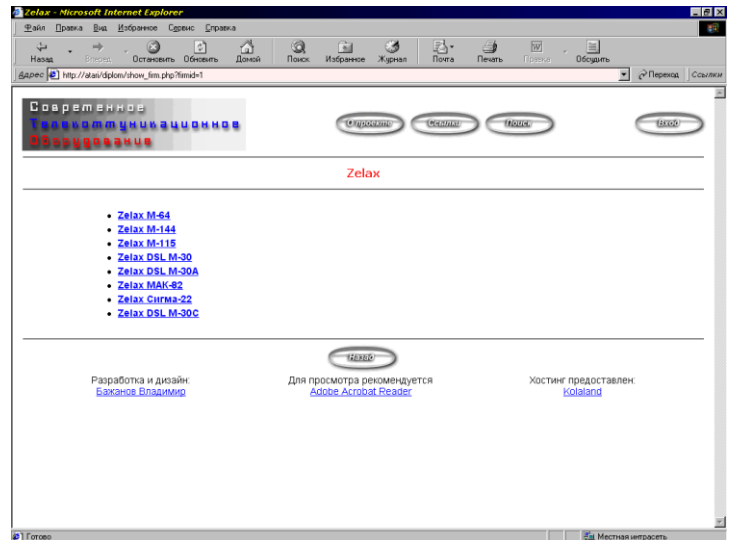 Zelax - Microsoft Internet Explorer
Файл Правка Вид Избранное Сервис Справка
Назад Вперед Остановить Обновить Домой Поиск Избранное Журнал Почта Печать Правка Обсудить
Адрес http://atasi/diplom/show_firm.php?firmid=1 Переход Ссылки
Современное
Телекоммуникационное
Оборудование
О проекте Ссылки Поиск Вход
Zelax
Zelax M-64
Zelax M-144
Zelax M-115
Zelax DSL M-30
Zelax DSL M-30A
Zelax МАК-82
Zelax Сигма-22
Zelax DSL M-30C
Назад
Разработка и дизайн: Для просмотра рекомендуется Хостинг предоставлен:
Бажанов Владимир Adobe Acrobat Reader Kolaland
Готово Местная интрасеть